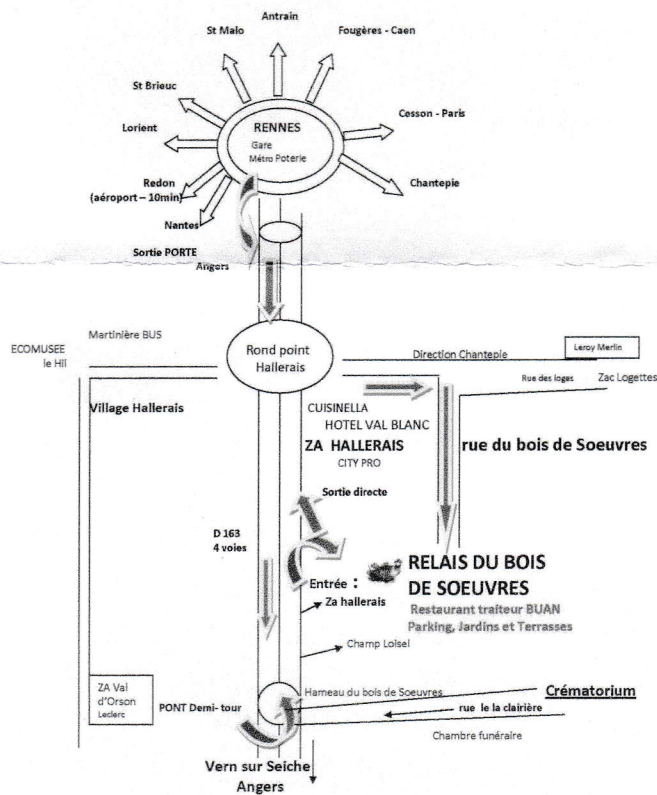 Antrain
St Malo
Fougères - Caen
St Brieuc
Cesson - Paris
Lorient
RENNES
Gare
Métro Poterie
Redon
(aéroport – 10min)
Chantepie
Nantes
Sortie PORTE
Angers
Martinière BUS
ECOMUSEE
le Hil
Rond point
Hallerais
Direction Chantepie
Leroy Merlin
Rue des loges
Zac Logettes
Village Hallerais
CUISINELLA
HOTEL VAL BLANC
ZA HALLERAIS
CITY PRO
rue du bois de Soeuvres
Sortie directe
D 163
4 voies
Entrée :
Za hallerais
RELAIS DU BOIS
DE SOEUVRES
Restaurant traiteur BUAN
Parking, Jardins et Terrasses
Champ Loisel
ZA Val
d'Orson
Leclerc
PONT Demi- tour
Hameau du bois de Soeuvres
Crématorium
rue le la clairière
Chambre funéraire
Vern sur Seiche
Angers